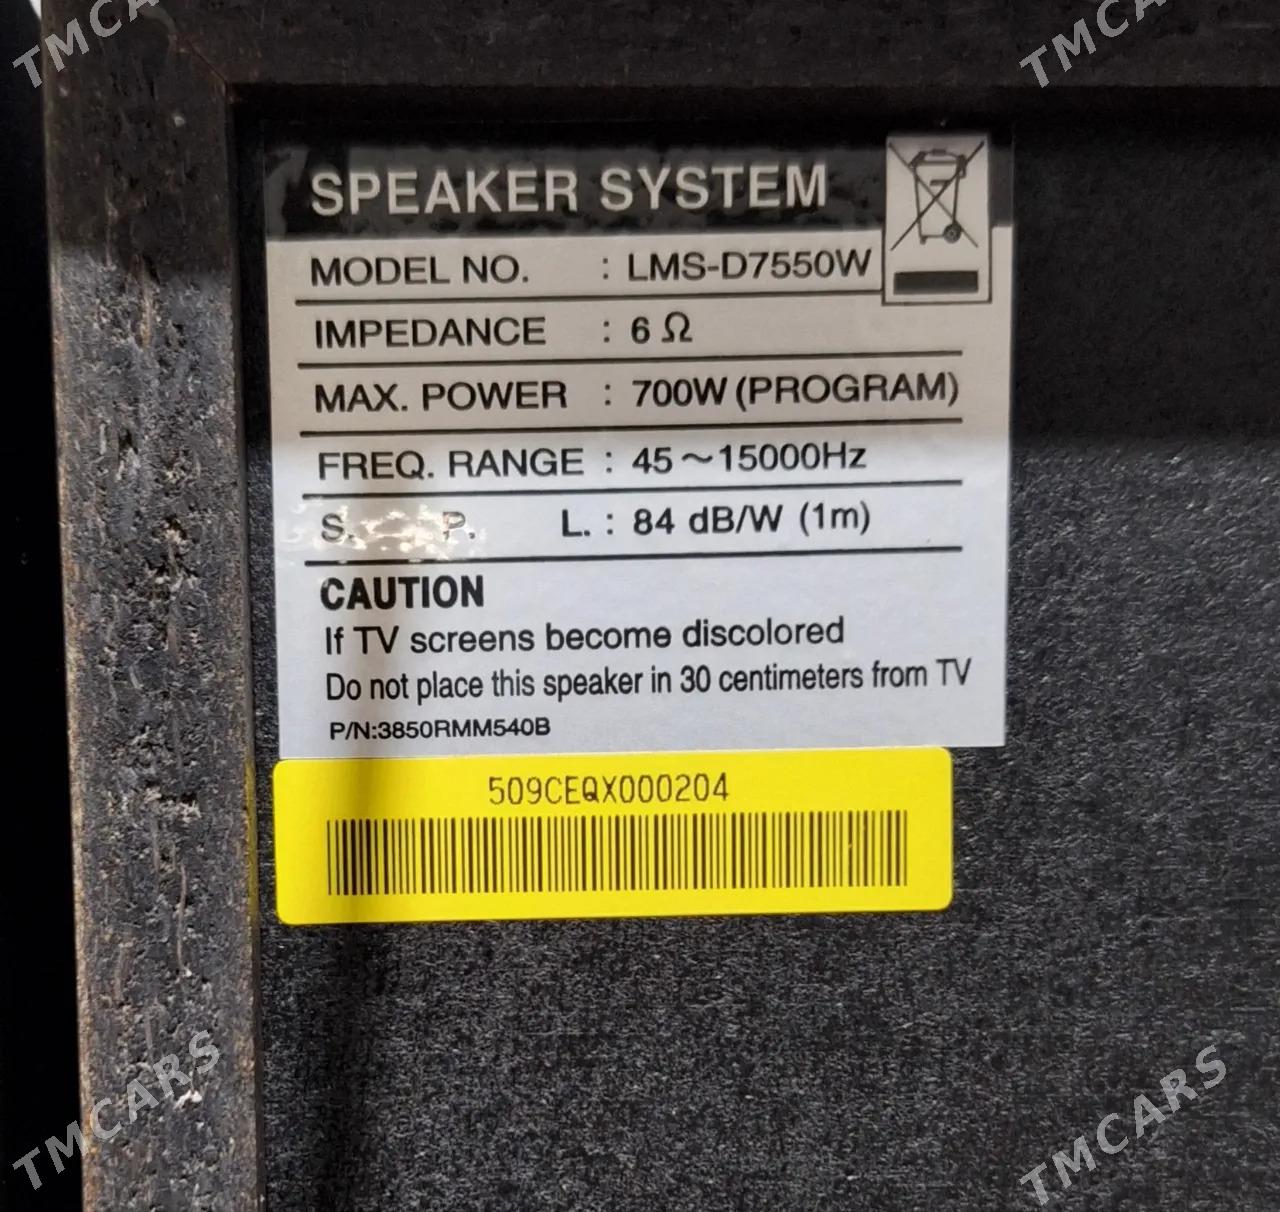 TMCARS
TMCARS
SPEAKER SYSTEM
MODEL NO. : LMS-D7550W
IMPEDANCE : 6 Ω
MAX. POWER : 700W (PROGRAM)
FREQ. RANGE : 45～15000Hz
S. P. L. : 84 dB/W (1m)
CAUTION
If TV screens become discolored
Do not place this speaker in 30 centimeters from TV
P/N:3850RMM540B
509CEQX000204
TMCARS
TMCARS